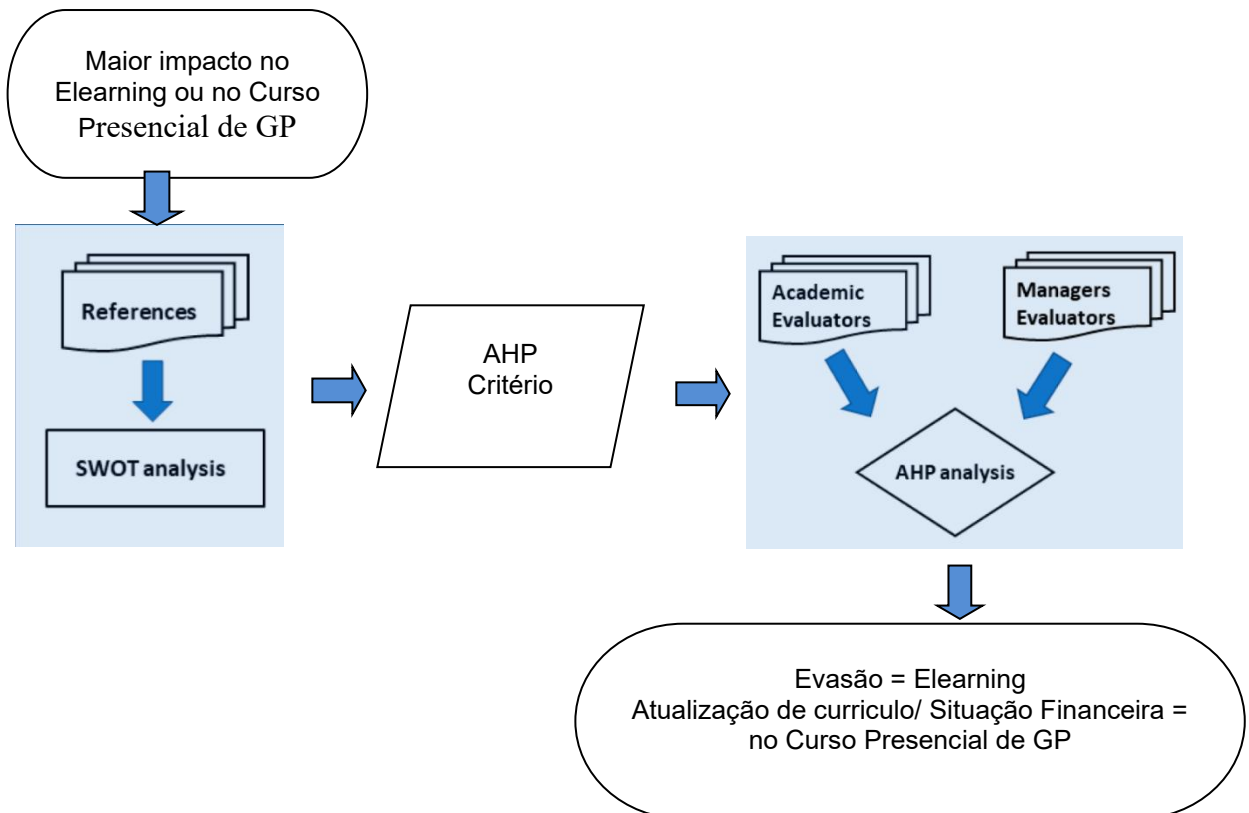 Maior impacto no
Elearning ou no Curso
Presencial de GP
References
SWOT analysis
AHP
Critério
Academic
Evaluators
Managers
Evaluators
AHP analysis
Evasão = Elearning
Atualização de curriculo/ Situação Financeira =
no Curso Presencial de GP